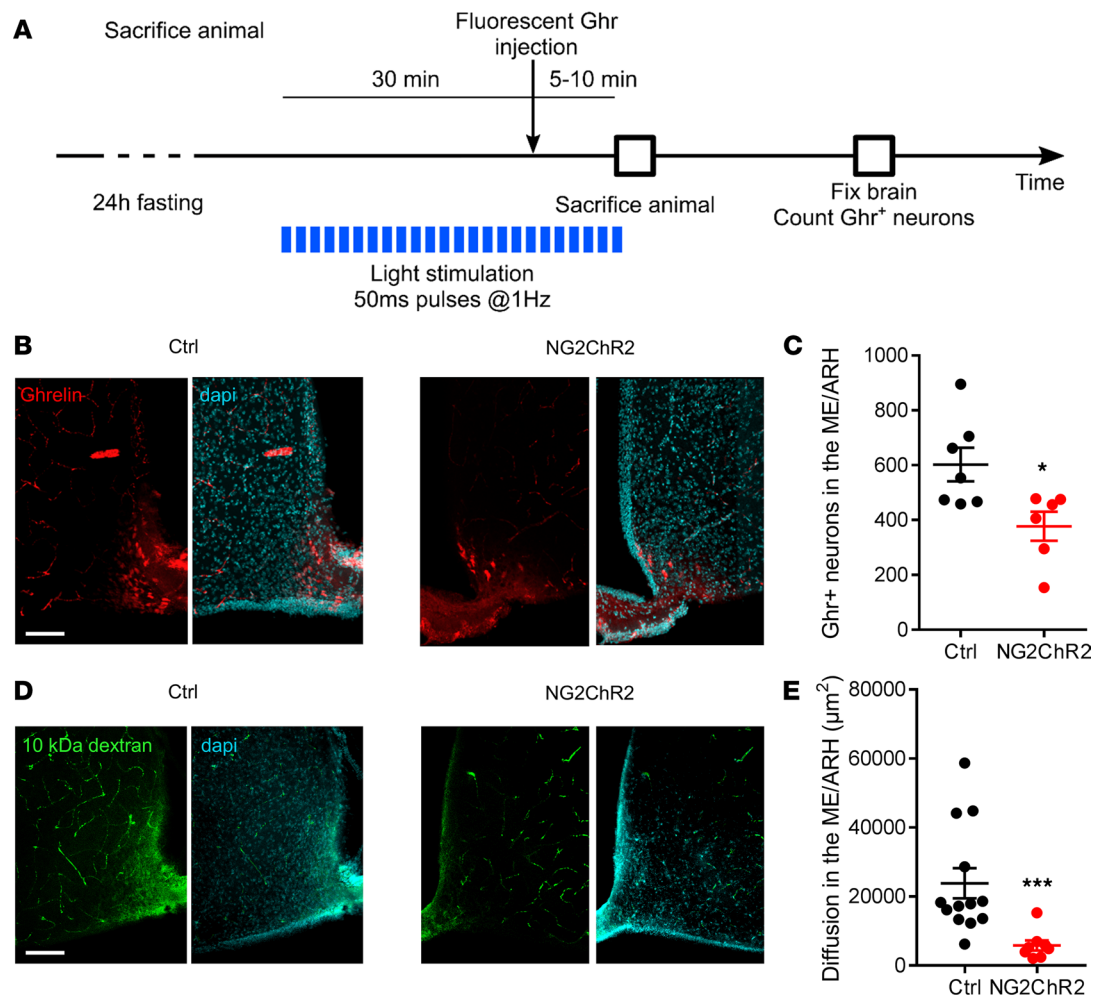 A
Sacrifice animal
Fluorescent Ghr
injection
30 min
5-10 min
24h fasting
Sacrifice animal
Fix brain
Count Ghr⁺ neurons
Time
Light stimulation
50ms pulses @1Hz
B
Ctrl
NG2ChR2
Ghrelin
dapi
C
Ghr+ neurons in the ME/ARH
1000
800
600
400
200
0
*
Ctrl
NG2ChR2
D
Ctrl
NG2ChR2
10 kDa dextran
dapi
E
Diffusion in the ME/ARH (µm²)
80000
60000
40000
20000
0
***
Ctrl
NG2ChR2